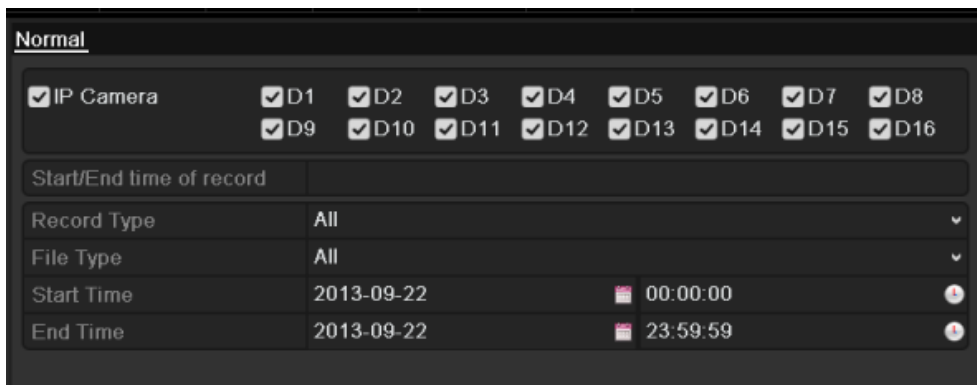 Normal
IP Camera D1 D2 D3 D4 D5 D6 D7 D8
D9 D10 D11 D12 D13 D14 D15 D16
Start/End time of record
Record Type All
File Type All
Start Time 2013-09-22 00:00:00
End Time 2013-09-22 23:59:59